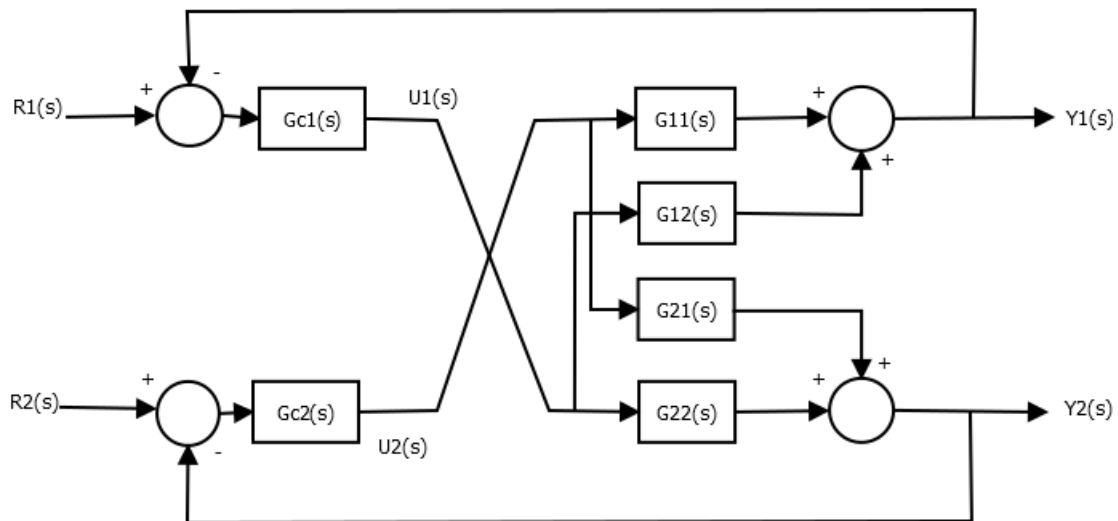 -
+
+
R1(s)
Gc1(s)
U1(s)
G11(s)
Y1(s)
+
G12(s)
G21(s)
+
+
+
R2(s)
Gc2(s)
G22(s)
Y2(s)
-
U2(s)